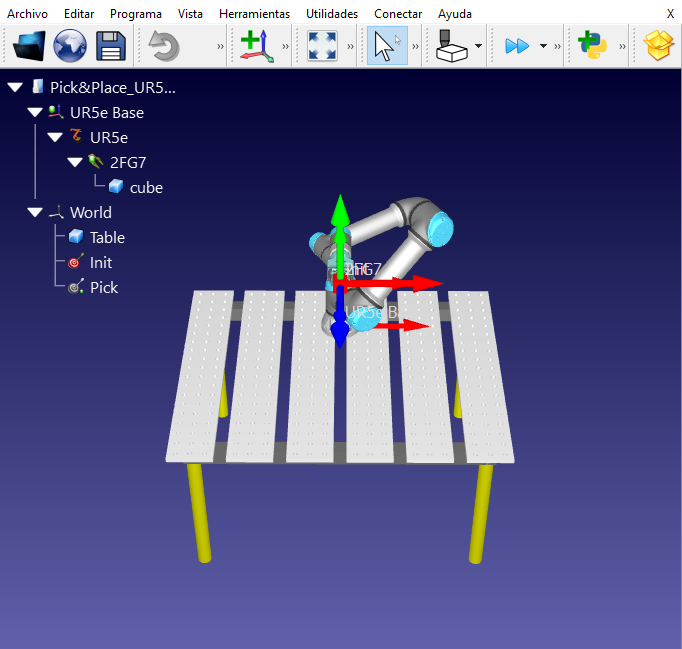 Archivo Editar Programa Vista Herramientas Utilidades Conectar Ayuda X
» » » » » » »
Pick&Place_UR5...
UR5e Base
UR5e
2FG7
cube
World
Table
Init
Pick
2FG7
UR5e B